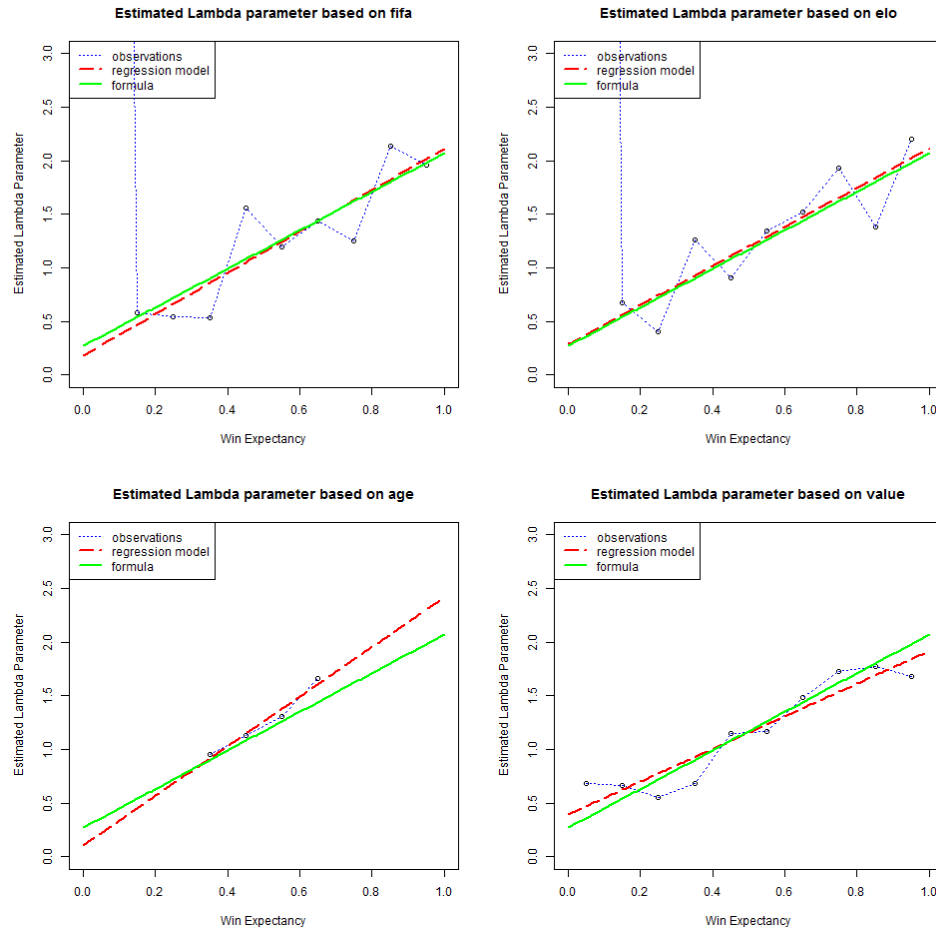 Estimated Lambda parameter based on fifa
observations
regression model
formula
Estimated Lambda Parameter
0.0 0.5 1.0 1.5 2.0 2.5 3.0
0.0 0.2 0.4 0.6 0.8 1.0
Win Expectancy
Estimated Lambda parameter based on elo
observations
regression model
formula
Estimated Lambda Parameter
0.0 0.5 1.0 1.5 2.0 2.5 3.0
0.0 0.2 0.4 0.6 0.8 1.0
Win Expectancy
Estimated Lambda parameter based on age
observations
regression model
formula
Estimated Lambda Parameter
0.0 0.5 1.0 1.5 2.0 2.5 3.0
0.0 0.2 0.4 0.6 0.8 1.0
Win Expectancy
Estimated Lambda parameter based on value
observations
regression model
formula
Estimated Lambda Parameter
0.0 0.5 1.0 1.5 2.0 2.5 3.0
0.0 0.2 0.4 0.6 0.8 1.0
Win Expectancy